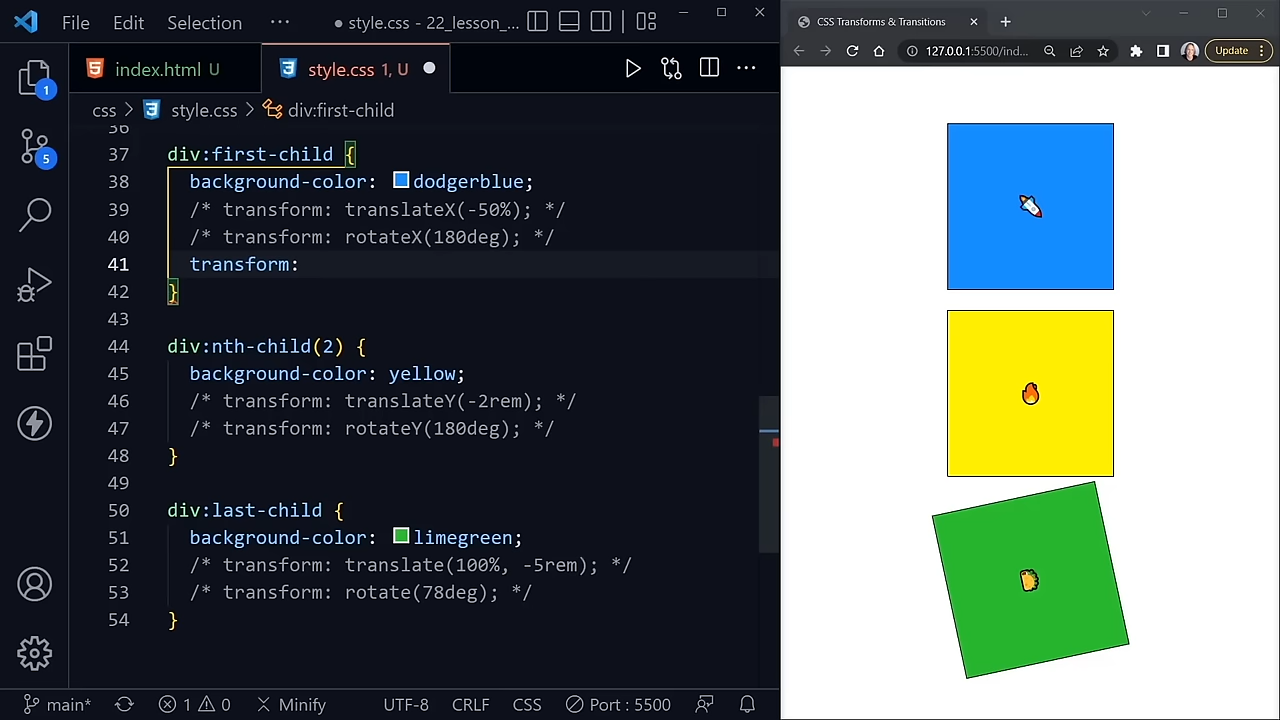 File Edit Selection ··· ● style.css - 22_lesson_...
index.html U
style.css 1, U ●
css > style.css > div:first-child
36
37 div:first-child {
38 background-color: dodgerblue;
39 /* transform: translateX(-50%); */
40 /* transform: rotateX(180deg); */
41 transform:
42 }
43
44 div:nth-child(2) {
45 background-color: yellow;
46 /* transform: translateY(-2rem); */
47 /* transform: rotateY(180deg); */
48 }
49
50 div:last-child {
51 background-color: limegreen;
52 /* transform: translate(100%, -5rem); */
53 /* transform: rotate(78deg); */
54 }
1
5
main* 1 0 Minify UTF-8 CRLF CSS Port : 5500
CSS Transforms & Transitions
127.0.0.1:5500/ind... Update